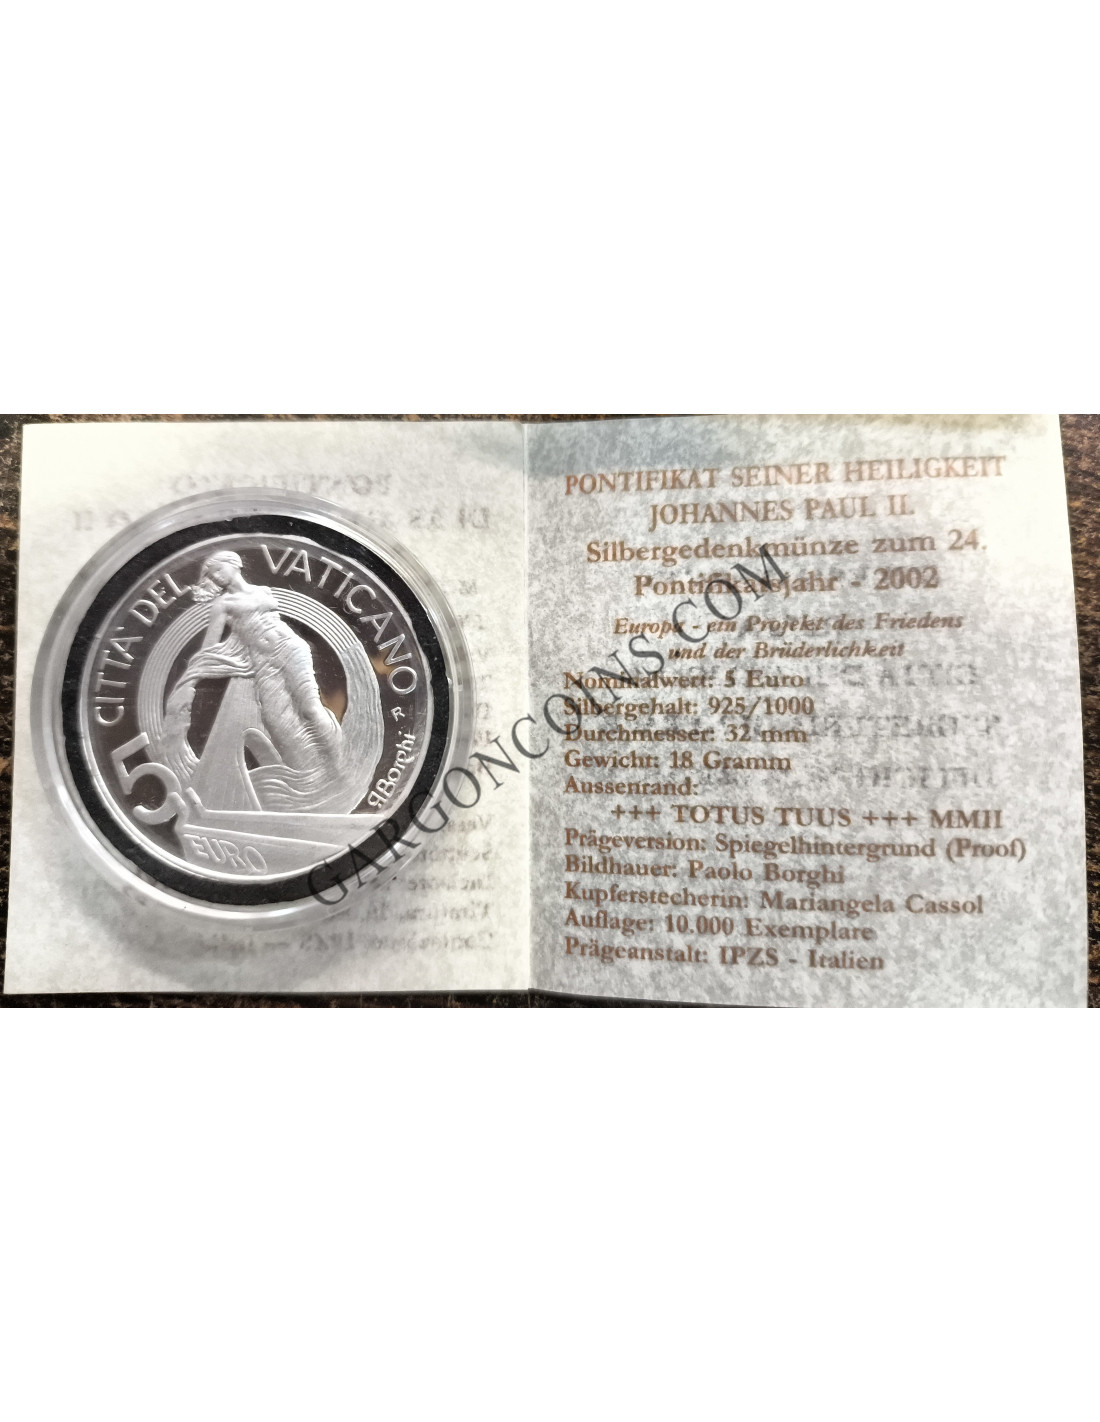 CITTA' DEL VATICANO
5
EURO
PBorghi
R
PONTIFIKAT SEINER HEILIGKEIT
JOHANNES PAUL II.
Silbergedenkmünze zum 24.
Pontifikalsjahr - 2002
Europa - ein Projekt des Friedens
und der Brüderlichkeit
Nominalwert: 5 Euro
Silbergehalt: 925/1000
Durchmesser: 32 mm
Gewicht: 18 Gramm
Aussenrand:
+++ TOTUS TUUS +++ MMII
Prägeversion: Spiegelhintergrund (Proof)
Bildhauer: Paolo Borghi
Kupferstecherin: Mariangela Cassol
Auflage: 10.000 Exemplare
Prägeanstalt: IPZS - Italien
GARGONCOINS.COM